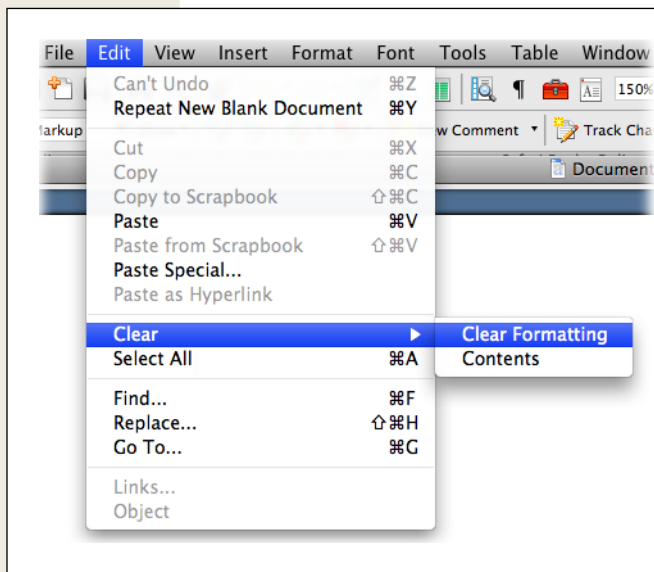 File Edit View Insert Format Font Tools Table Window
Can't Undo ⌘Z
150%
Repeat New Blank Document ⌘Y
Comment Track
Cut ⌘X
Copy ⌘C
Document
Copy to Scrapbook ⇧⌘C
Paste ⌘V
Paste from Scrapbook ⇧⌘V
Paste Special...
Paste as Hyperlink
Clear
Clear Formatting
Select All ⌘A
Contents
Find... ⌘F
Replace... ⇧⌘H
Go To... ⌘G
Links...
Object